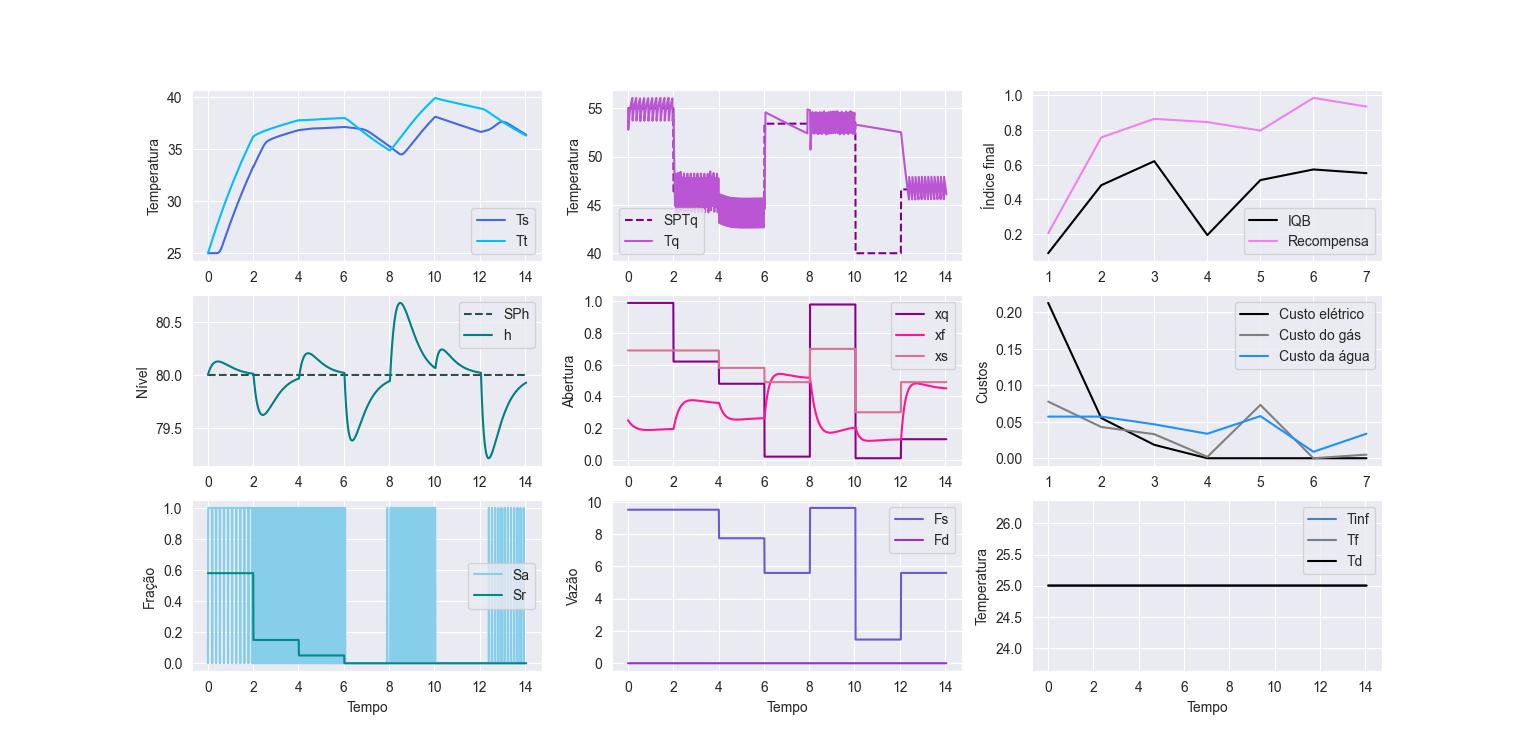 40
35
30
25
Temperatura
Ts
Tt
0 2 4 6 8 10 12 14
55
50
45
40
Temperatura
SPTq
Tq
0 2 4 6 8 10 12 14
1.0
0.8
0.6
0.4
0.2
Índice final
IQB
Recompensa
1 2 3 4 5 6 7
80.5
80.0
79.5
Nível
SPh
h
0 2 4 6 8 10 12 14
1.0
0.8
0.6
0.4
0.2
0.0
Abertura
xq
xf
xs
0 2 4 6 8 10 12 14
0.20
0.15
0.10
0.05
0.00
Custos
Custo elétrico
Custo do gás
Custo da água
1 2 3 4 5 6 7
1.0
0.8
0.6
0.4
0.2
0.0
Fração
Sa
Sr
0 2 4 6 8 10 12 14
Tempo
10
8
6
4
2
0
Vazão
Fs
Fd
0 2 4 6 8 10 12 14
Tempo
26.0
25.5
25.0
24.5
24.0
Temperatura
Tinf
Tf
Td
0 2 4 6 8 10 12 14
Tempo